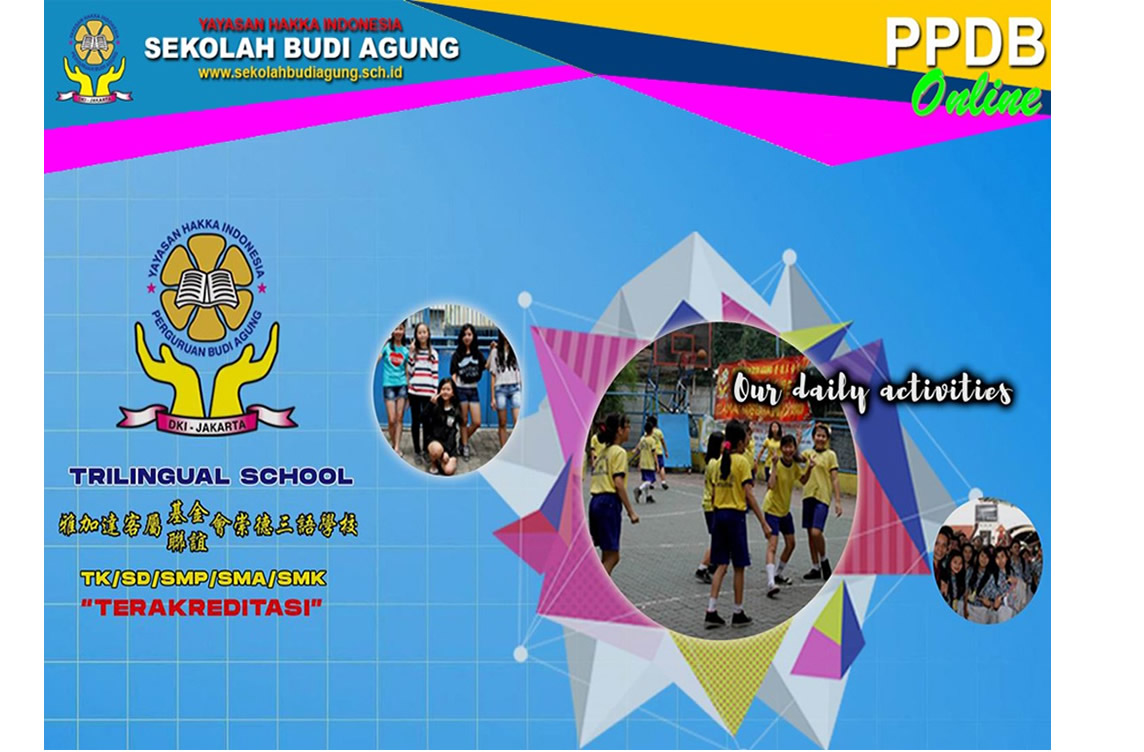 YAYASAN HAKKA INDONESIA
SEKOLAH BUDI AGUNG
www.sekolahbudiagung.sch.id
DKI - JAKARTA
PPDB
Online
YAYASAN HAKKA INDONESIA
PERGURUAN BUDI AGUNG
DKI - JAKARTA
Our daily activities
TRILINGUAL SCHOOL
雅加達客屬基金會崇德三語學校
聯誼
TK/SD/SMP/SMA/SMK
"TERAKREDITASI"